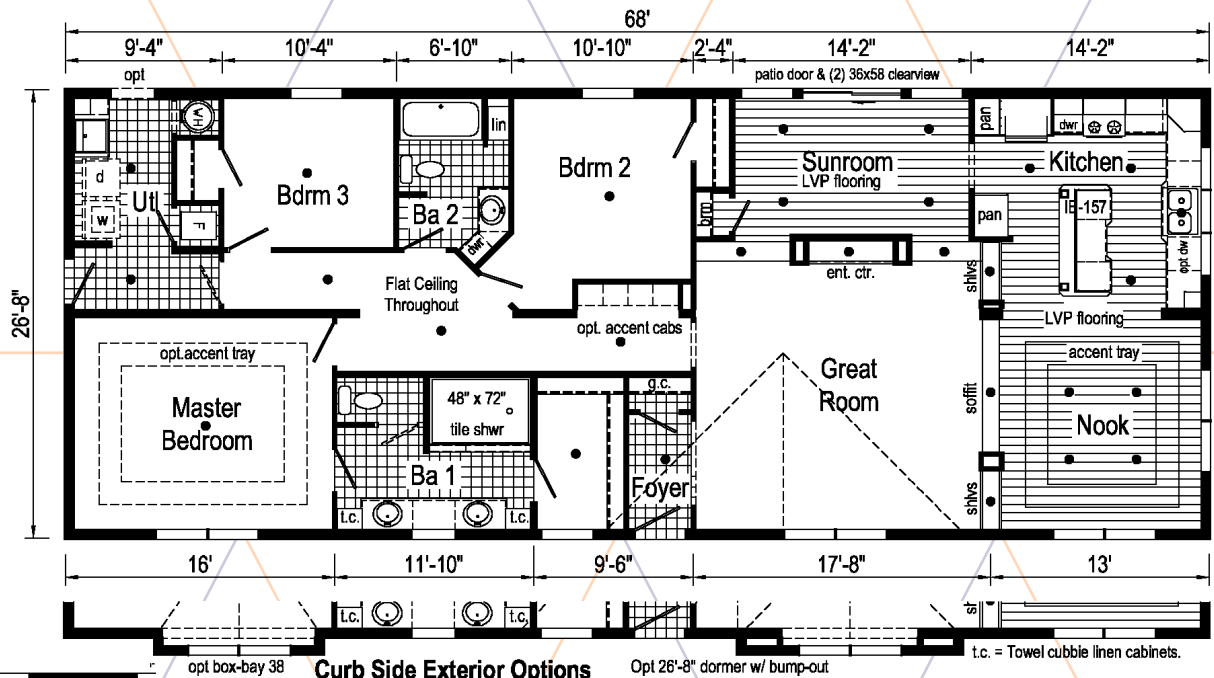 68'
9'-4" 10'-4" 6'-10" 10'-10" 2'-4" 14'-2" 14'-2"
opt
patio door & (2) 36x58 clearview
26'-8"
WH
lin
pan
dwr
d
w
Utl
F
Bdrm 3
Ba 2
dwr
Bdrm 2
brm
Sunroom
LVP flooring
Kitchen
pan
IB-157
opt dw
ent. ctr.
shlvs
Flat Ceiling
Throughout
opt. accent cabs
LVP flooring
opt.accent tray
Master
Bedroom
48" x 72"
tile shwr
Ba 1
t.c.
t.c.
g.c.
Foyer
Great
Room
soffit
shlvs
accent tray
Nook
16' 11'-10" 9'-6" 17'-8" 13'
t.c.
t.c.
sh
opt box-bay 38
Curb Side Exterior Options
Opt 26'-8" dormer w/ bump-out
t.c. = Towel cubbie linen cabinets.